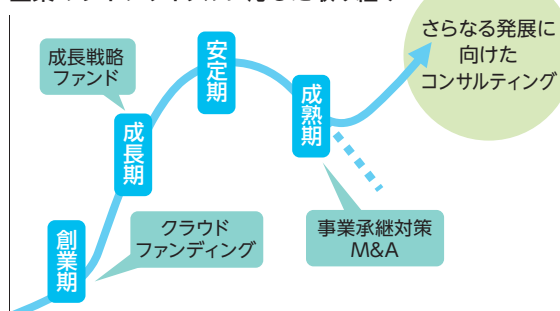 さらなる発展に
向けた
コンサルティング
成長戦略
ファンド
安定期
成熟期
成長期
クラウド
ファンディング
事業承継対策
M&A
創業期